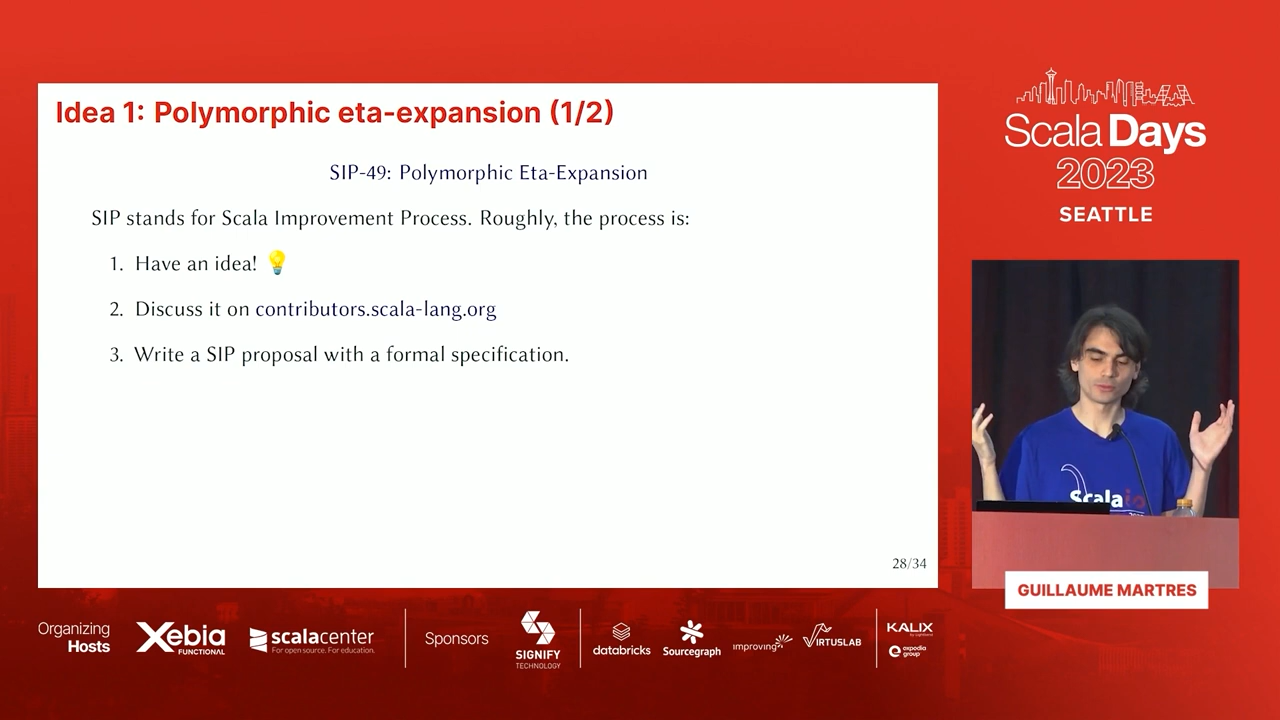 Idea 1: Polymorphic eta-expansion (1/2)
SIP-49: Polymorphic Eta-Expansion
SIP stands for Scala Improvement Process. Roughly, the process is:
1. Have an idea! 💡
2. Discuss it on contributors.scala-lang.org
3. Write a SIP proposal with a formal specification.
28/34
Scala Days
2023
SEATTLE
Scala
GUILLAUME MARTRES
Organizing
Hosts
Xebia
FUNCTIONAL
scalacenter
For open source. For education.
Sponsors
SIGNIFY
TECHNOLOGY
databricks
Sourcegraph
improving
VIRTUSLAB
KALIX
expedia
group